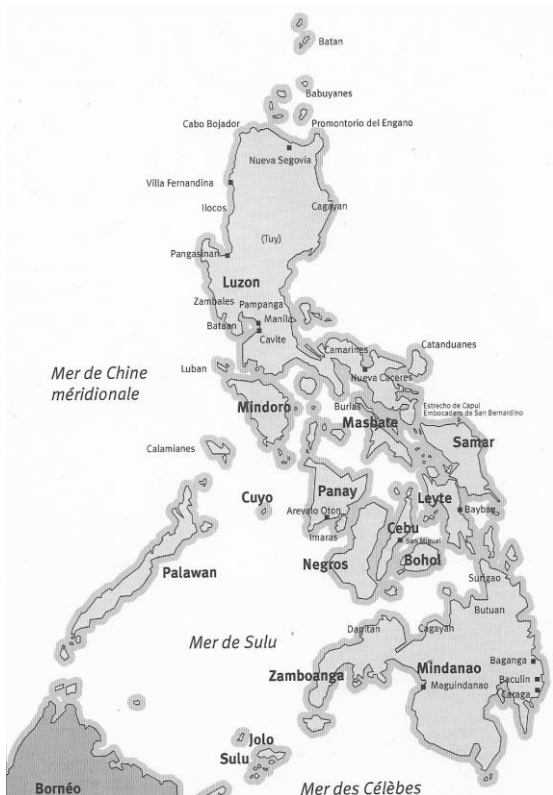 Batan
Babuyanes
Cabo Bojador
Promontorio del Engano
Nueva Segovia
Villa Fernandina
Ilocos
Cagayan
(Tuy)
Pangasinan
Luzon
Zambales
Pampanga
Manila
Bataan
Cavite
Camarines
Catanduanes
Luban
Nueva Caceres
Mer de Chine
méridionale
Mindoro
Burias
Masbate
Estrecho de Capul
Embocadero de San Bernardino
Samar
Calamianes
Cuyo
Panay
Leyte
Arevalo Oton
Cebu
Baybay
Imaras
San Miguel
Negros
Bohol
Palawan
Surigao
Butuan
Mer de Sulu
Dapitan
Cagayan
Zamboanga
Mindanao
Baganga
Maguindanao
Baculin
Caraga
Jolo
Sulu
Bornéo
Mer des Célèbes